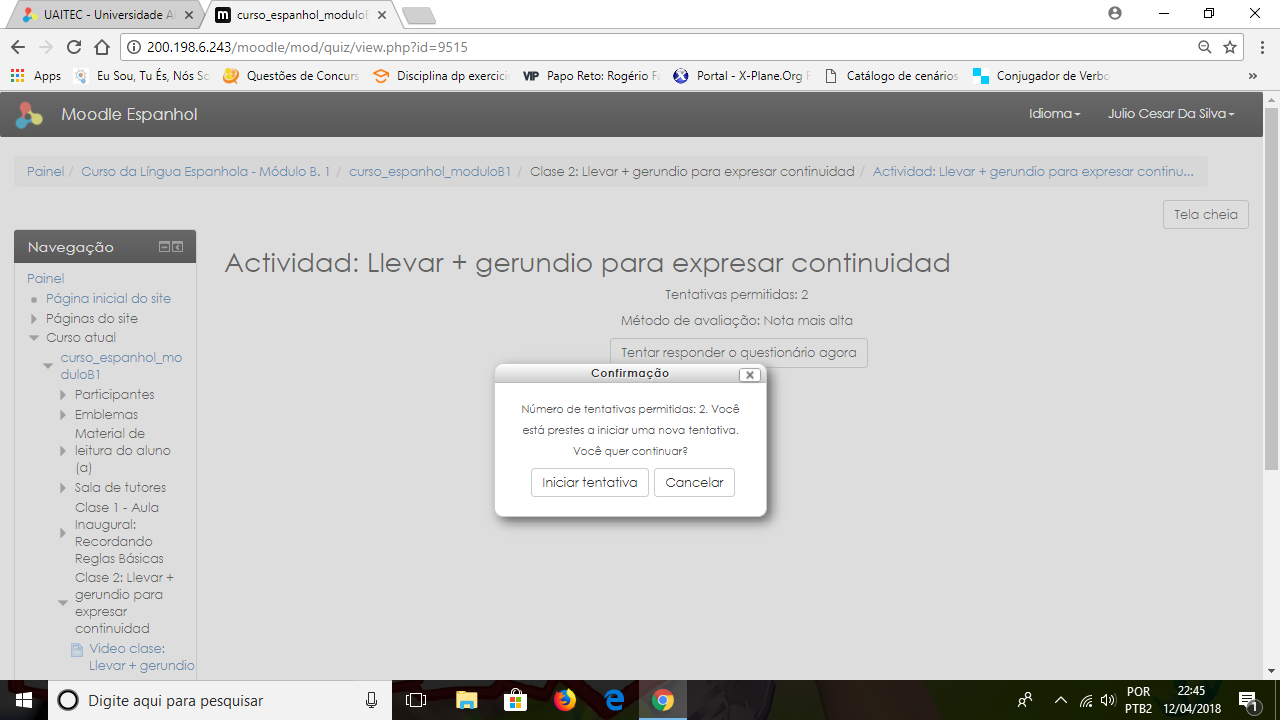 UAITEC - Universidade A
curso_espanhol_moduloB
200.198.6.243/moodle/mod/quiz/view.php?id=9515
Apps
Eu Sou, Tu És, Nós So
Questões de Concurs
Disciplina dp exercici
VIP Papo Reto: Rogério F
Portal - X-Plane.Org F
Catálogo de cenários
Conjugador de Verbo
»
Moodle Espanhol
Idioma
Julio Cesar Da Silva
Painel / Curso da Língua Espanhola - Módulo B. 1 / curso_espanhol_moduloB1 / Clase 2: Llevar + gerundio para expresar continuidad / Actividad: Llevar + gerundio para expresar continu...
Tela cheia
Navegação
Painel
Página inicial do site
Páginas do site
Curso atual
curso_espanhol_mo
duloB1
Participantes
Emblemas
Material de
leitura do aluno
(a)
Sala de tutores
Clase 1 - Aula
Inaugural:
Recordando
Reglas Básicas
Clase 2: Llevar +
gerundio para
expresar
continuidad
Video clase:
Llevar + gerundio
Actividad: Llevar + gerundio para expresar continuidad
Tentativas permitidas: 2
Método de avaliação: Nota mais alta
Tentar responder o questionário agora
Confirmação
Número de tentativas permitidas: 2. Você
está prestes a iniciar uma nova tentativa.
Você quer continuar?
Iniciar tentativa
Cancelar
Digite aqui para pesquisar
POR
PTB2
22:45
12/04/2018
1